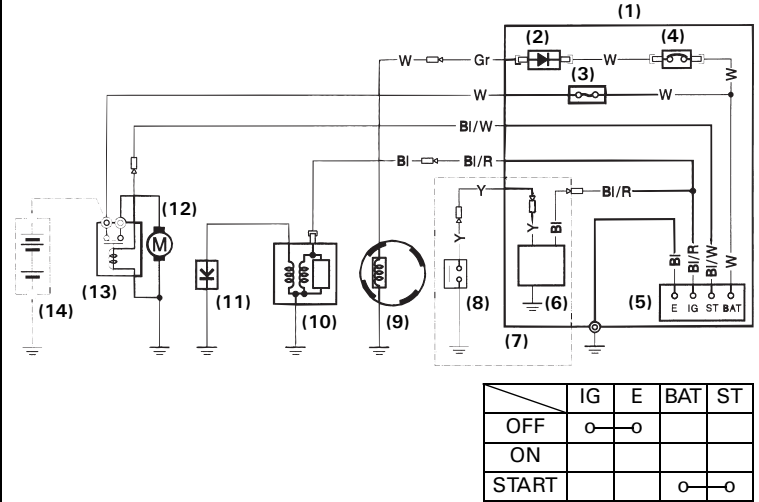 (1)
(2)
(4)
W
Gr
W
W
(3)
W
W
Bl/W
Bl
Bl/R
Y
Bl/R
(12)
M
Y
Y
Bl
Bl
Bl/R
Bl/W
W
(14)
(13)
(11)
(10)
(9)
(8)
(6)
(5)
E IG ST BAT
(7)
IG E BAT ST
OFF o o
ON
START o o